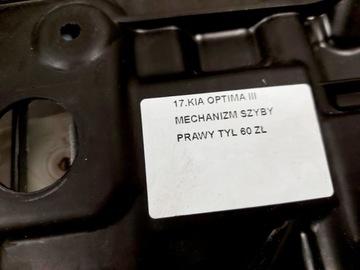 17.KIA OPTIMA III
MECHANIZM SZYBY
PRAWY TYL 60 ZL